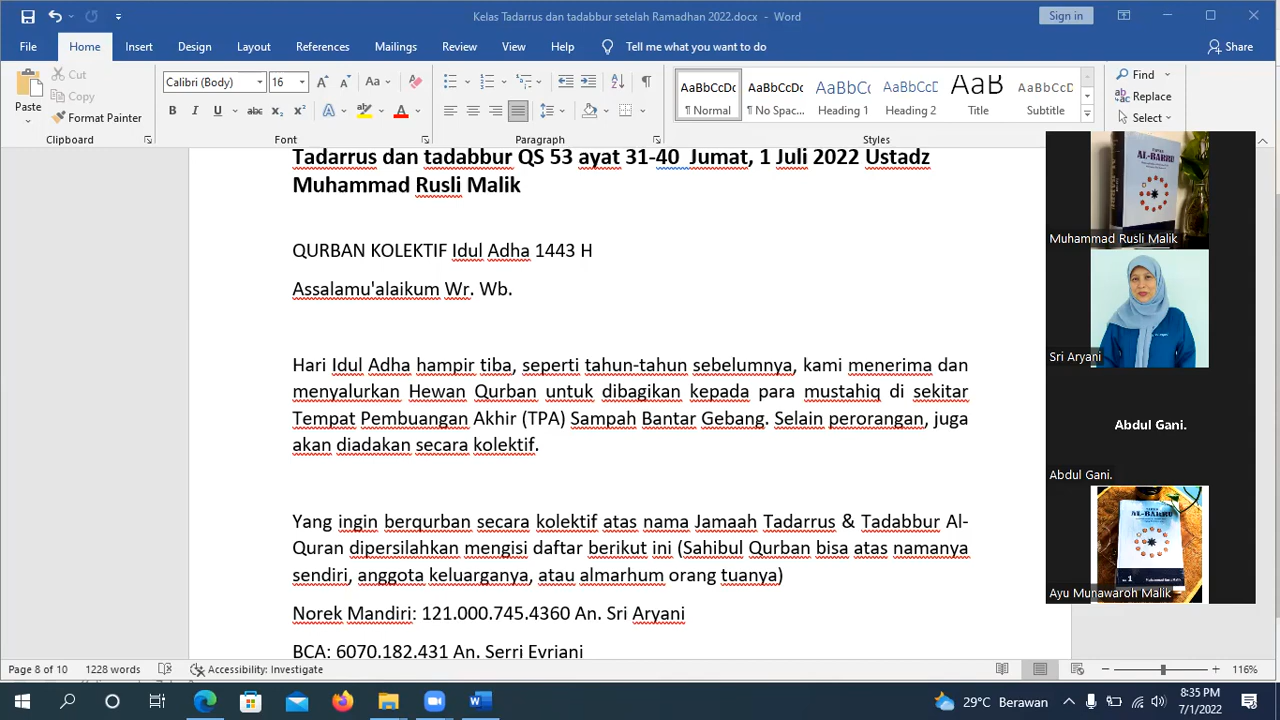 Kelas Tadarrus dan tadabbur setelah Ramadhan 2022.docx - Word
Sign in
File Home Insert Design Layout References Mailings Review View Help Tell me what you want to do Share
Paste
Cut
Copy
Format Painter
Clipboard
Calibri (Body) 16
Font
Paragraph
AaBbCcDc AaBbCcDc AaBbC AaBbCcD AaB AaBbCcD
¶ Normal ¶ No Spac... Heading 1 Heading 2 Title Subtitle
Styles
Find
Replace
Select
Tadarrus dan tadabbur QS 53 ayat 31-40 Jumat, 1 Juli 2022 Ustadz
Muhammad Rusli Malik
QURBAN KOLEKTIF Idul Adha 1443 H
Assalamu'alaikum Wr. Wb.
Hari Idul Adha hampir tiba, seperti tahun-tahun sebelumnya, kami menerima dan
menyalurkan Hewan Qurban untuk dibagikan kepada para mustahiq di sekitar
Tempat Pembuangan Akhir (TPA) Sampah Bantar Gebang. Selain perorangan, juga
akan diadakan secara kolektif.
Yang ingin berqurban secara kolektif atas nama Jamaah Tadarrus & Tadabbur Al-
Quran dipersilahkan mengisi daftar berikut ini (Sahibul Qurban bisa atas namanya
sendiri, anggota keluarganya, atau almarhum orang tuanya)
Norek Mandiri: 121.000.745.4360 An. Sri Aryani
BCA: 6070.182.431 An. Serri Evriani
AL-BARRU
Muhammad Rusli Malik
Sri Aryani
Abdul Gani.
Abdul Gani.
AL-BARRU
Ayu Munawaroh Malik
Page 8 of 10 1228 words Accessibility: Investigate 116%
29°C Berawan
8:35 PM
7/1/2022